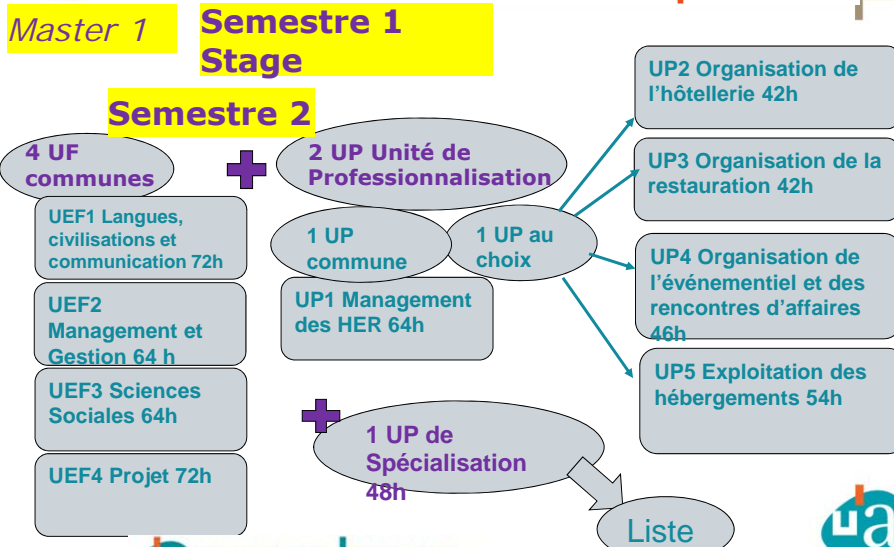 Master 1
Semestre 1
Stage
Semestre 2
4 UF
communes
2 UP Unité de
Professionnalisation
UEF1 Langues,
civilisations et
communication 72h
UEF2
Management et
Gestion 64 h
UEF3 Sciences
Sociales 64h
UEF4 Projet 72h
1 UP
commune
1 UP au
choix
UP1 Management
des HER 64h
UP2 Organisation de
l'hôtellerie 42h
UP3 Organisation de la
restauration 42h
UP4 Organisation de
l'événementiel et des
rencontres d'affaires
46h
UP5 Exploitation des
hébergements 54h
1 UP de
Spécialisation
48h
Liste
ua